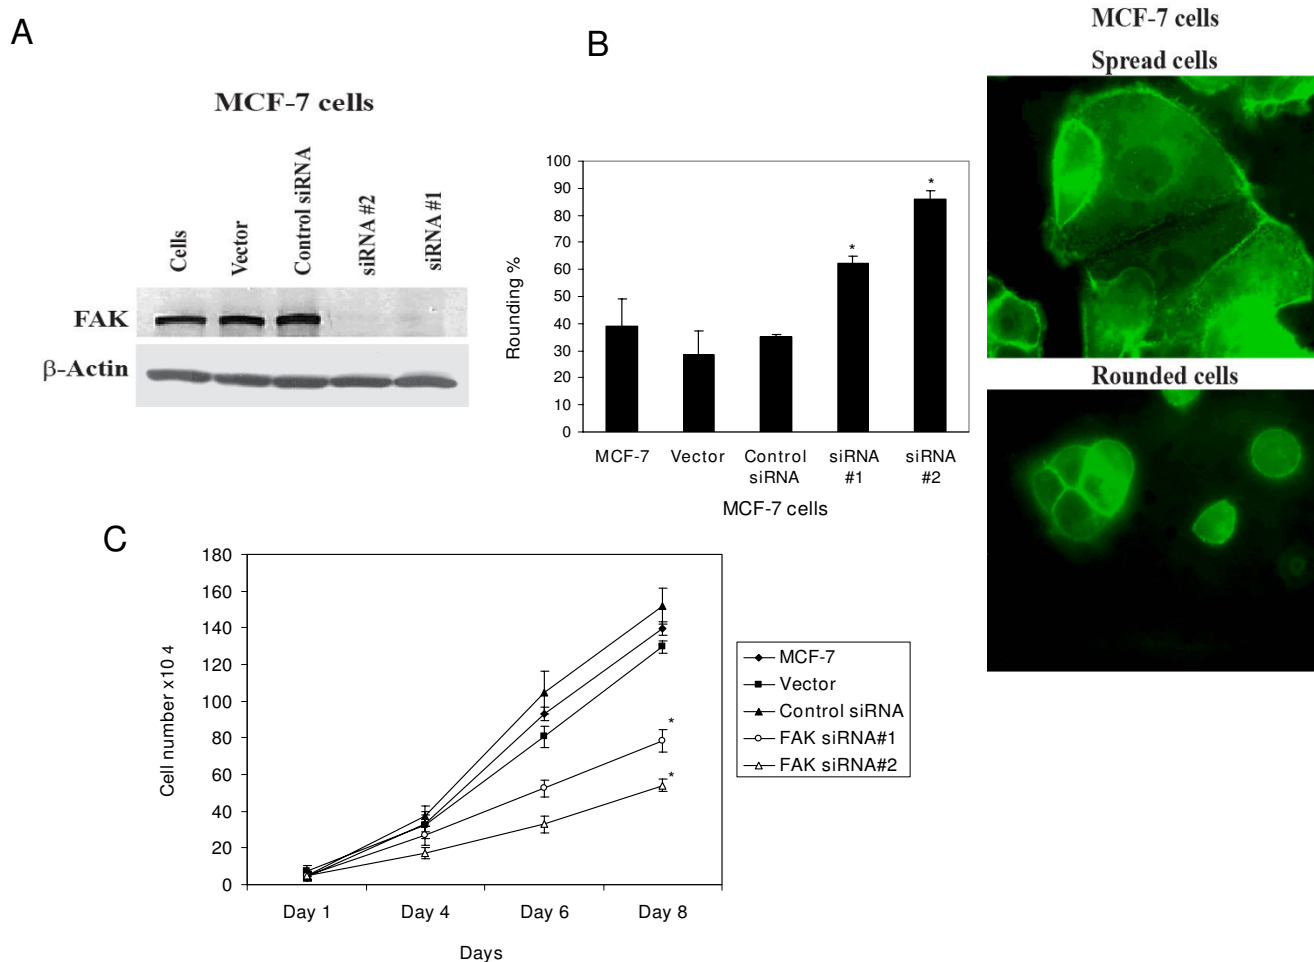 A
MCF-7 cells
Cells
Vector
Control siRNA
siRNA #2
siRNA #1
FAK
β-Actin
B
100
90
80
70
60
50
40
30
20
10
0
Rounding %
*
*
MCF-7
Vector
Control
siRNA
siRNA
#1
siRNA
#2
MCF-7 cells
MCF-7 cells
Spread cells
Rounded cells
C
180
160
140
120
100
80
60
40
20
0
Cell number x10 4
*
*
Day 1
Day 4
Day 6
Day 8
Days
MCF-7
Vector
Control siRNA
FAK siRNA#1
FAK siRNA#2